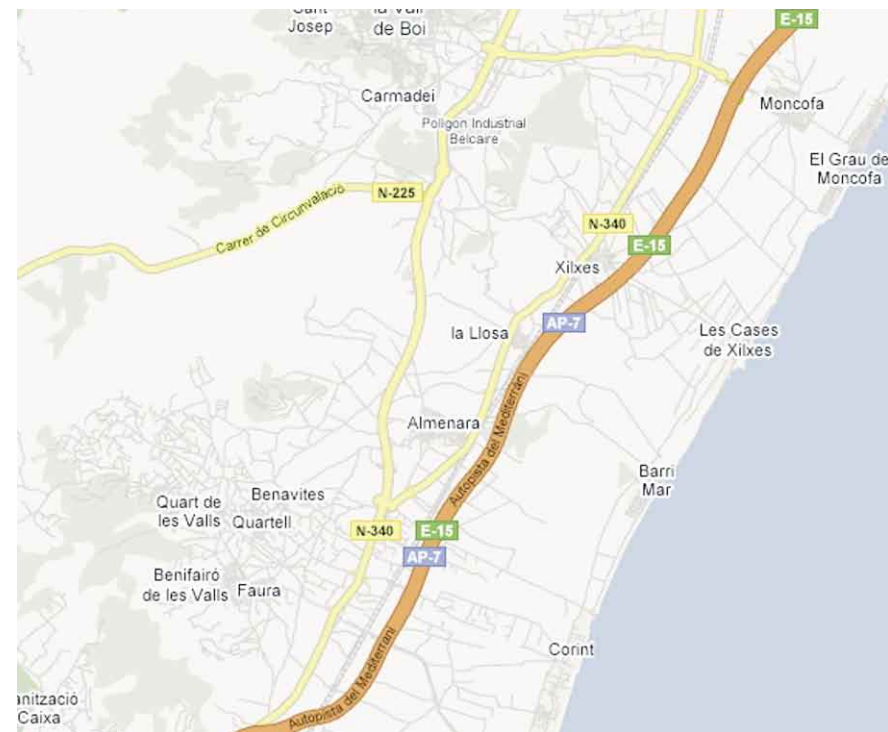 Sant
Josep
la Vall
de Boi
E-15
Carmadei
Moncofa
Poligon Industrial
Belcaire
El Grau de
Moncofa
N-225
Carrer de Circunvalació
N-340
E-15
Xilxes
AP-7
la Llosa
Les Cases
de Xilxes
Autopista del Mediterrani
Almenara
Barri
Mar
Benavites
Quart de
les Valls
Quartell
N-340
E-15
AP-7
Benifairó
de les Valls
Faura
Corint
Autopista del Mediterrani
anització
Caixa